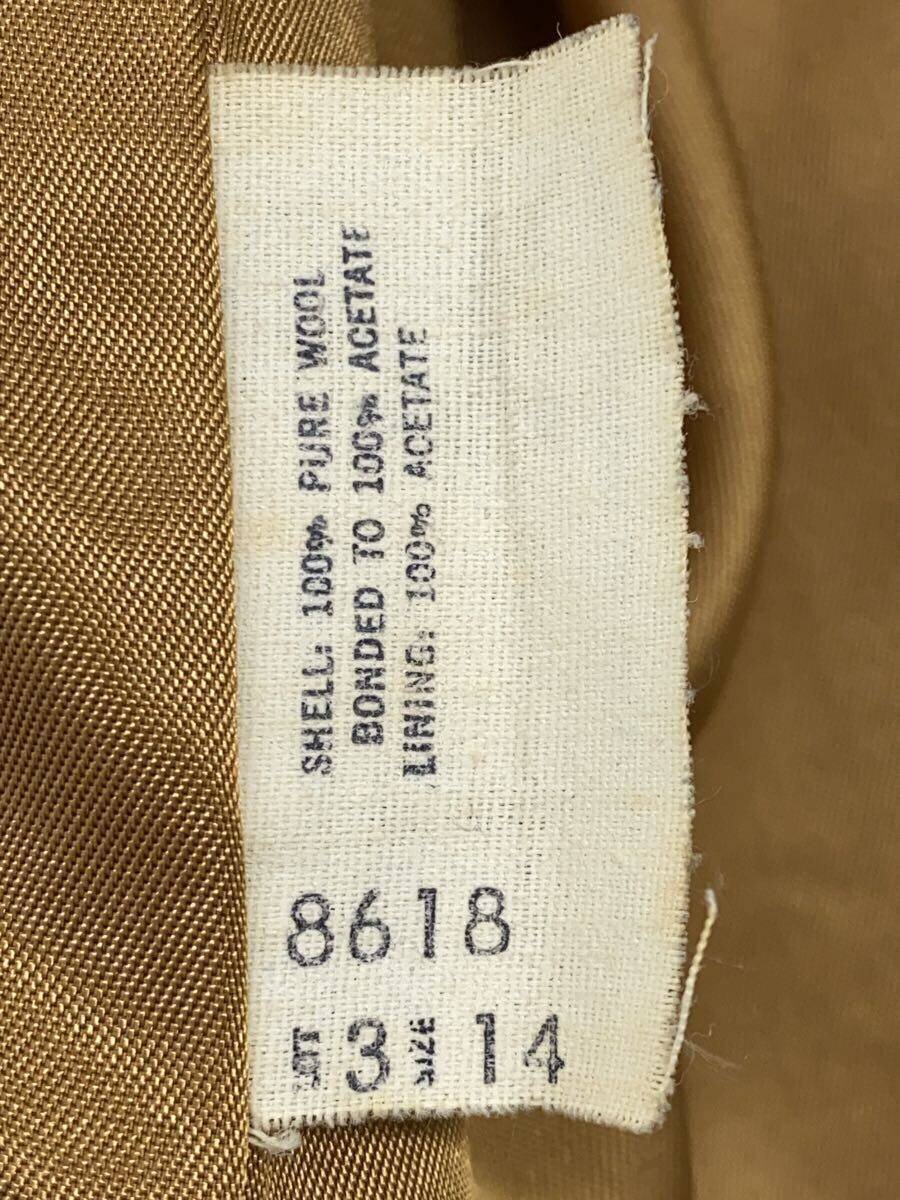 SHELL: 100% PURE WOOL
BONDED TO 100% ACETATE
LINING: 100% ACETATE
8618
LOT 3 SIZE 14